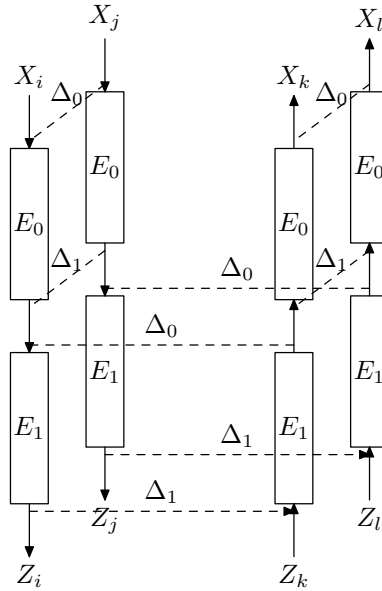 X_j X_l
X_i Δ_0 X_k Δ_0
E_0 E_0
E_0 E_0
Δ_1 Δ_1
Δ_0
Δ_0
E_1 E_1
E_1 E_1
Δ_1
Δ_1
Z_j Z_l
Z_i Z_k